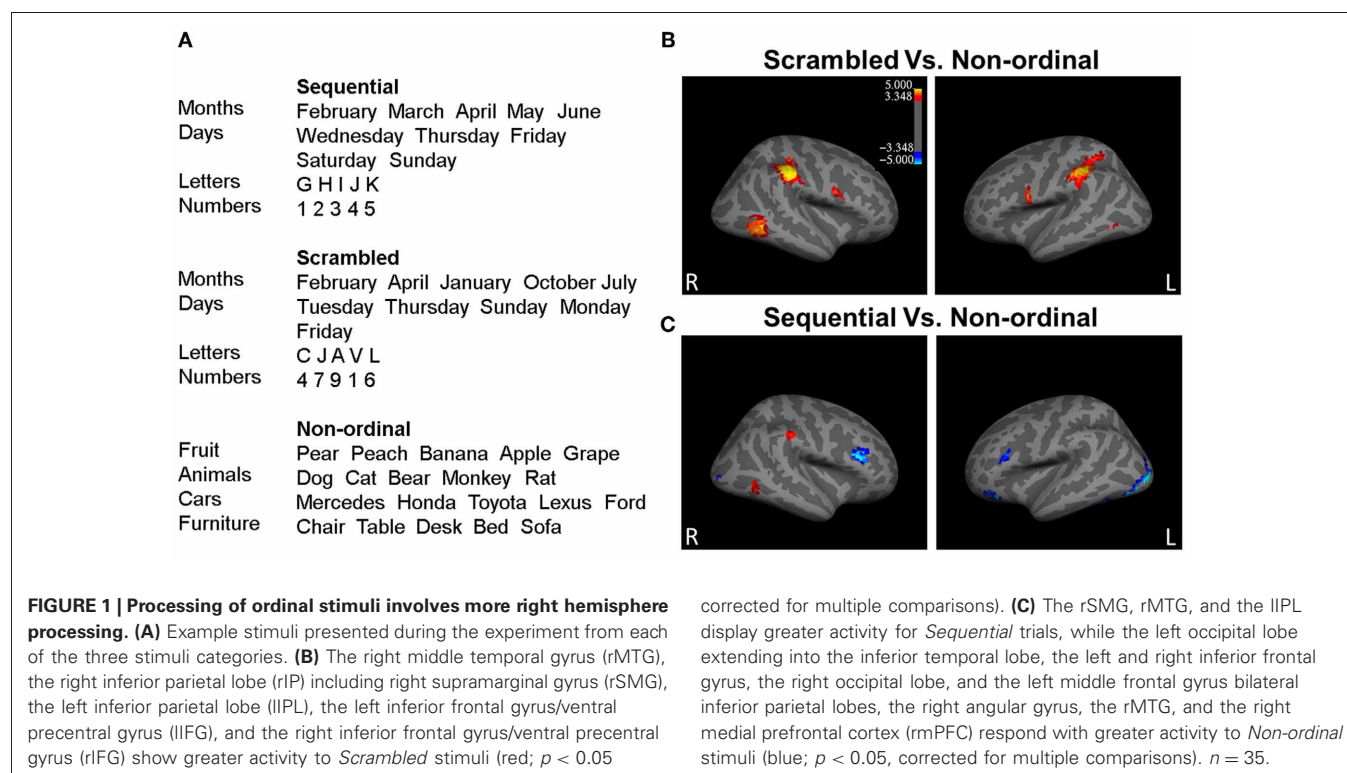 A
Sequential
Months February March April May June
Days Wednesday Thursday Friday
Saturday Sunday
Letters G H I J K
Numbers 1 2 3 4 5
Scrambled
Months February April January October July
Days Tuesday Thursday Sunday Monday
Friday
Letters C J A V L
Numbers 4 7 9 1 6
Non-ordinal
Fruit Pear Peach Banana Apple Grape
Animals Dog Cat Bear Monkey Rat
Cars Mercedes Honda Toyota Lexus Ford
Furniture Chair Table Desk Bed Sofa
B
Scrambled Vs. Non-ordinal
5.000
3.348
−3.348
−5.000
R
L
C
Sequential Vs. Non-ordinal
R
L
FIGURE 1 | Processing of ordinal stimuli involves more right hemisphere
processing. (A) Example stimuli presented during the experiment from each
of the three stimuli categories. (B) The right middle temporal gyrus (rMTG),
the right inferior parietal lobe (rIP) including right supramarginal gyrus (rSMG),
the left inferior parietal lobe (lIPL), the left inferior frontal gyrus/ventral
precentral gyrus (lIFG), and the right inferior frontal gyrus/ventral precentral
gyrus (rIFG) show greater activity to Scrambled stimuli (red; p < 0.05
corrected for multiple comparisons). (C) The rSMG, rMTG, and the lIPL
display greater activity for Sequential trials, while the left occipital lobe
extending into the inferior temporal lobe, the left and right inferior frontal
gyrus, the right occipital lobe, and the left middle frontal gyrus bilateral
inferior parietal lobes, the right angular gyrus, the rMTG, and the right
medial prefrontal cortex (rmPFC) respond with greater activity to Non-ordinal
stimuli (blue; p < 0.05, corrected for multiple comparisons). n = 35.